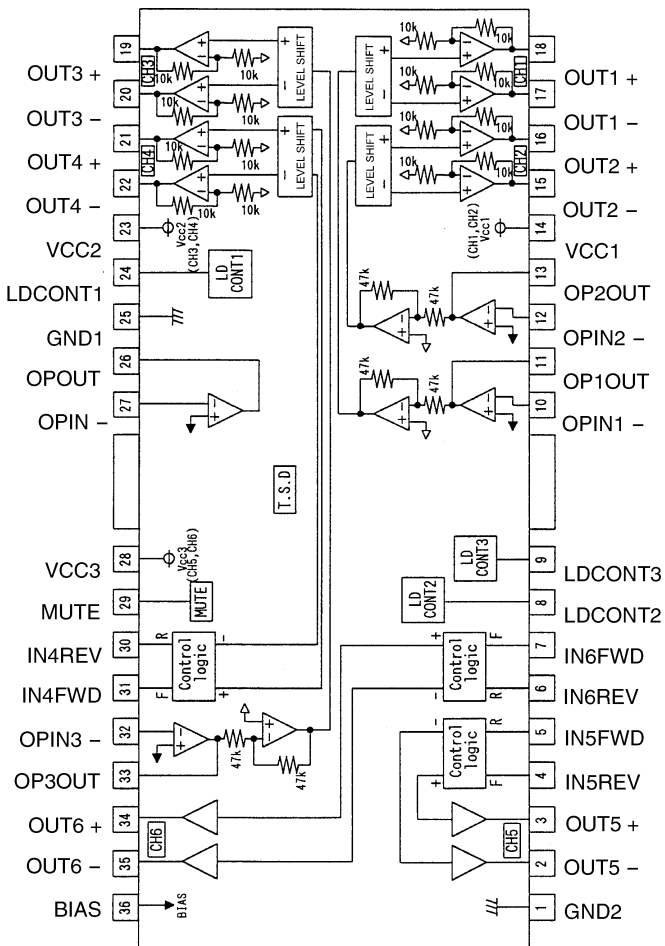 19
OUT3 +
20
OUT3 -
21
OUT4 +
22
OUT4 -
23
VCC2
24
LDCONT1
25
GND1
26
OPOUT
27
OPIN -
28
VCC3
29
MUTE
30
IN4REV
31
IN4FWD
32
OPIN3 -
33
OP3OUT
34
OUT6 +
35
OUT6 -
36
BIAS
CH3
10k
10k
10k
10k
+
-
LEVEL SHIFT
CH4
10k
10k
10k
10k
+
-
LEVEL SHIFT
Vcc2
(CH3,CH4)
LD
CONT1
T.S.D
Vcc3
(CH5,CH6)
MUTE
R
F
Control
logic
-
+
47k
47k
CH6
BIAS
10k
10k
10k
10k
+
-
LEVEL SHIFT
CH1
10k
10k
10k
10k
+
-
LEVEL SHIFT
CH2
(CH1,CH2)
Vcc1
47k
47k
47k
47k
LD
CONT3
LD
CONT2
+
-
Control
logic
F
R
-
+
Control
logic
R
F
CH5
18
OUT1 +
17
OUT1 -
16
OUT2 +
15
OUT2 -
14
VCC1
13
OP2OUT
12
OPIN2 -
11
OP1OUT
10
OPIN1 -
9
LDCONT3
8
LDCONT2
7
IN6FWD
6
IN6REV
5
IN5FWD
4
IN5REV
3
OUT5 +
2
OUT5 -
1
GND2